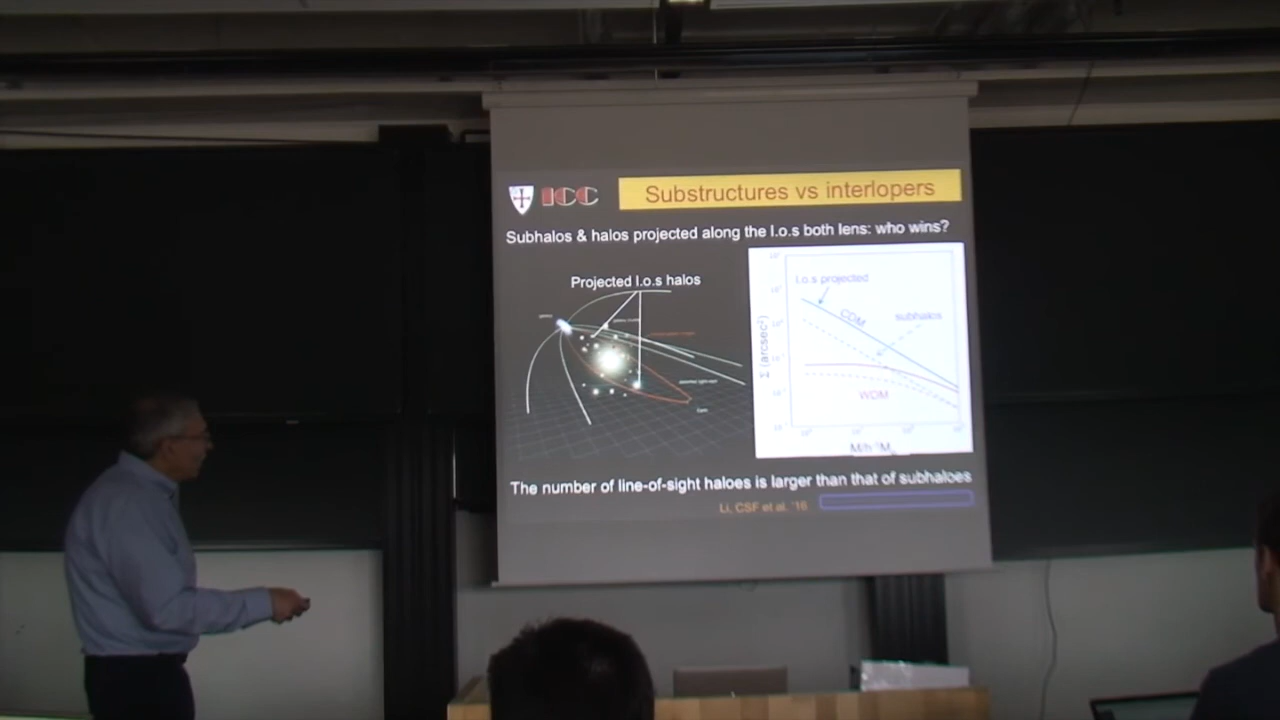 ICC
Substructures vs interlopers
Subhalos & halos projected along the l.o.s both lens: who wins?
Projected l.o.s halos
l.o.s projected
CDM
subhalos
WDM
Σ (arcsec²)
The number of line-of-sight haloes is larger than that of subhaloes
Li, CSF et al. '16